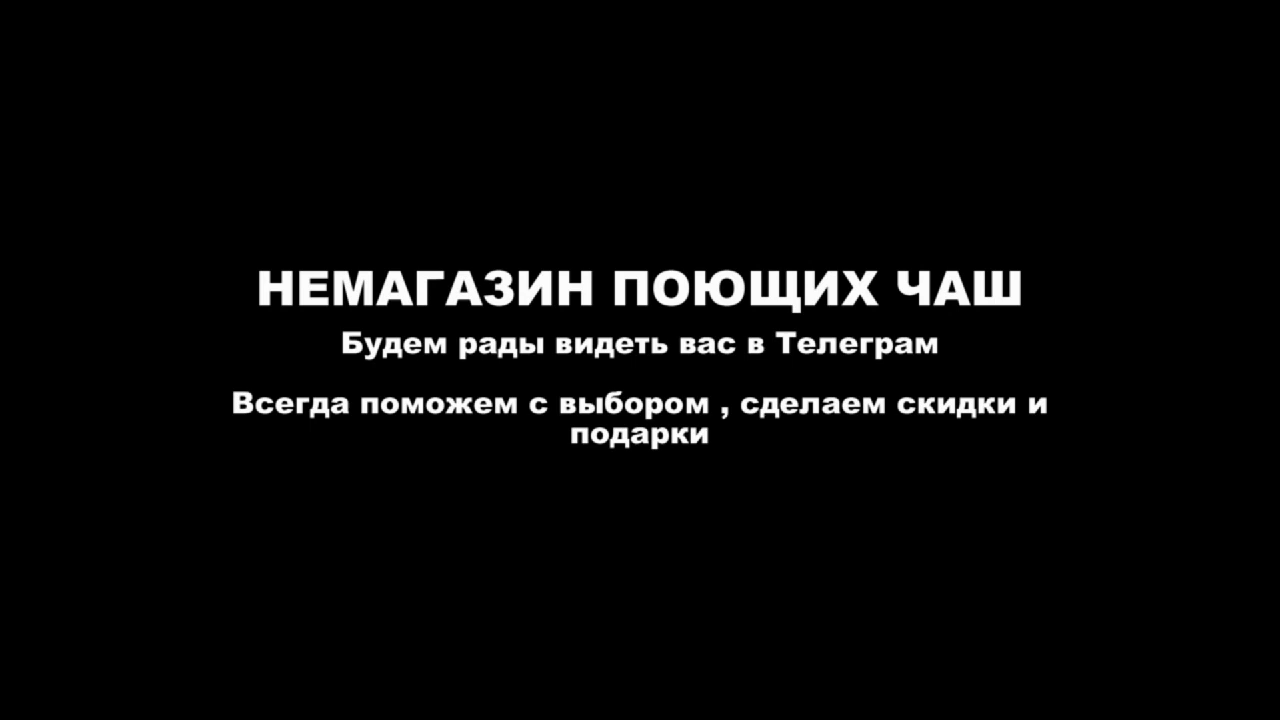 НЕМАГАЗИН ПОЮЩИХ ЧАШ
Будем рады видеть вас в Телеграм
Всегда поможем с выбором , сделаем скидки и
подарки